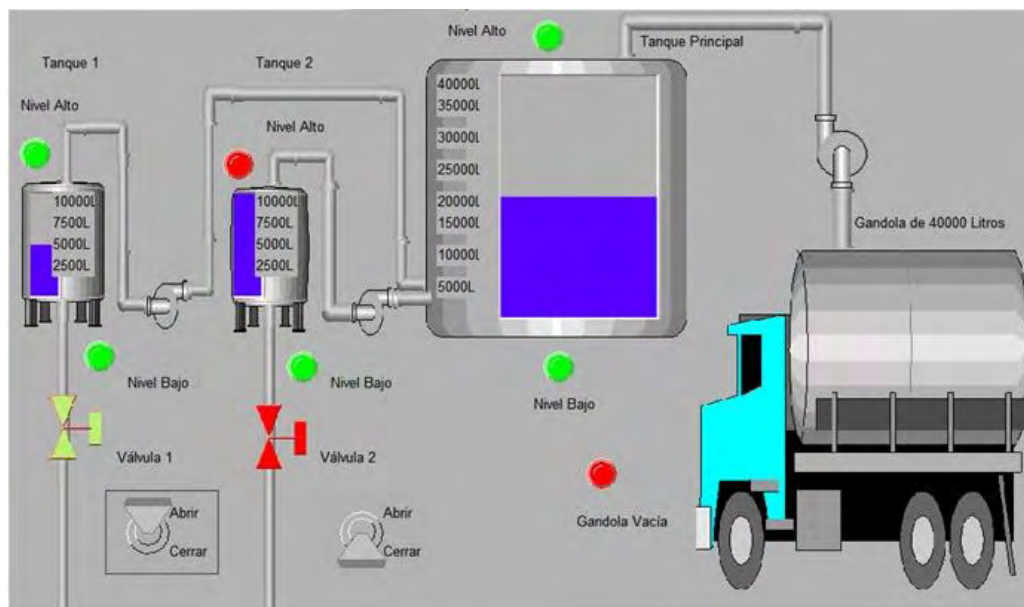 Tanque 1
Nivel Alto
10000L
7500L
5000L
2500L
Nivel Bajo
Válvula 1
Abrir
Cerrar
Tanque 2
Nivel Alto
10000L
7500L
5000L
2500L
Nivel Bajo
Válvula 2
Abrir
Cerrar
Nivel Alto
Tanque Principal
40000L
35000L
30000L
25000L
20000L
15000L
10000L
5000L
Nivel Bajo
Gandola Vacía
Gandola de 40000 Litros